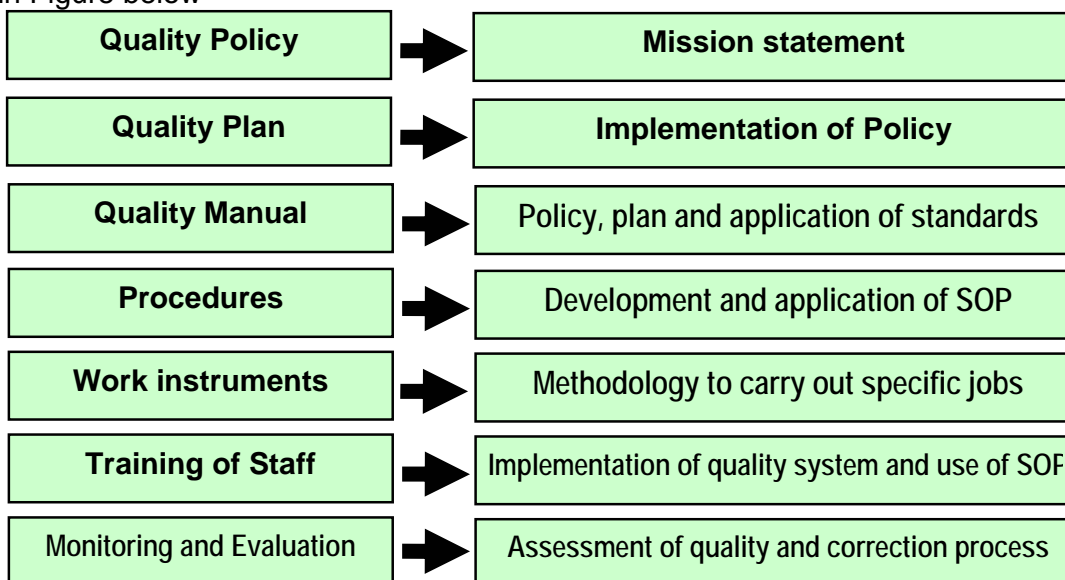 in Figure below
Quality Policy
Mission statement
Quality Plan
Implementation of Policy
Quality Manual
Policy, plan and application of standards
Procedures
Development and application of SOP
Work instruments
Methodology to carry out specific jobs
Training of Staff
Implementation of quality system and use of SOP
Monitoring and Evaluation
Assessment of quality and correction process